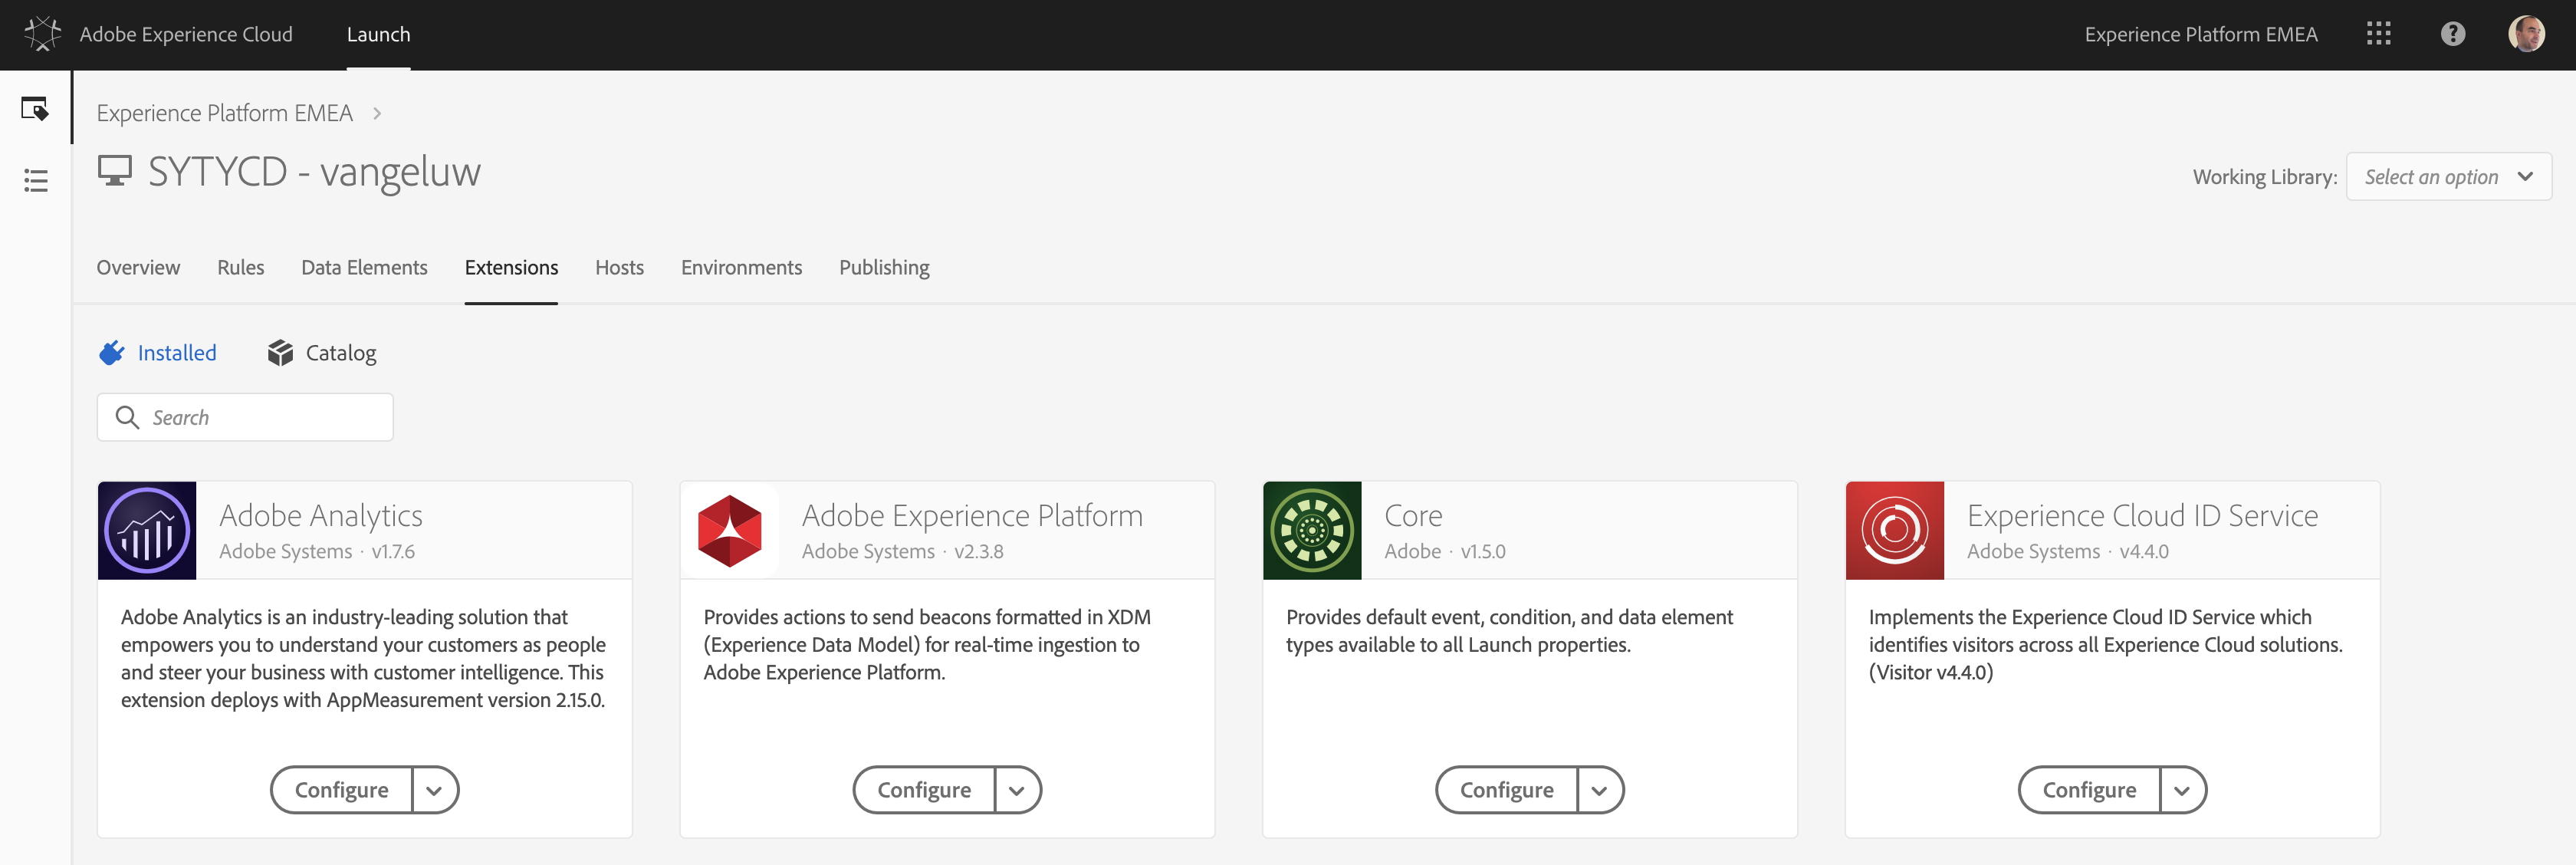 Adobe Experience Cloud
Launch
Experience Platform EMEA
Experience Platform EMEA
SYTYCD - vangeluw
Working Library:
Select an option
Overview
Rules
Data Elements
Extensions
Hosts
Environments
Publishing
Installed
Catalog
Search
Adobe Analytics
Adobe Systems · v1.7.6
Adobe Analytics is an industry-leading solution that
empowers you to understand your customers as people
and steer your business with customer intelligence. This
extension deploys with AppMeasurement version 2.15.0.
Configure
Adobe Experience Platform
Adobe Systems · v2.3.8
Provides actions to send beacons formatted in XDM
(Experience Data Model) for real-time ingestion to
Adobe Experience Platform.
Configure
Core
Adobe · v1.5.0
Provides default event, condition, and data element
types available to all Launch properties.
Configure
Experience Cloud ID Service
Adobe Systems · v4.4.0
Implements the Experience Cloud ID Service which
identifies visitors across all Experience Cloud solutions.
(Visitor v4.4.0)
Configure